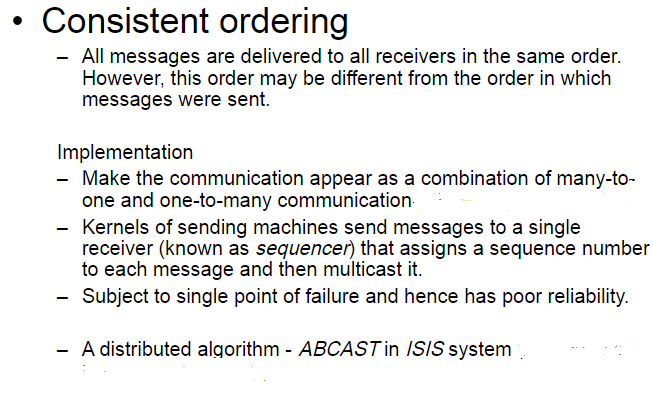 • Consistent ordering
– All messages are delivered to all receivers in the same order.
However, this order may be different from the order in which
messages were sent.
Implementation
– Make the communication appear as a combination of many-to-
one and one-to-many communication
– Kernels of sending machines send messages to a single
receiver (known as sequencer) that assigns a sequence number
to each message and then multicast it.
– Subject to single point of failure and hence has poor reliability.
– A distributed algorithm - ABCAST in ISIS system